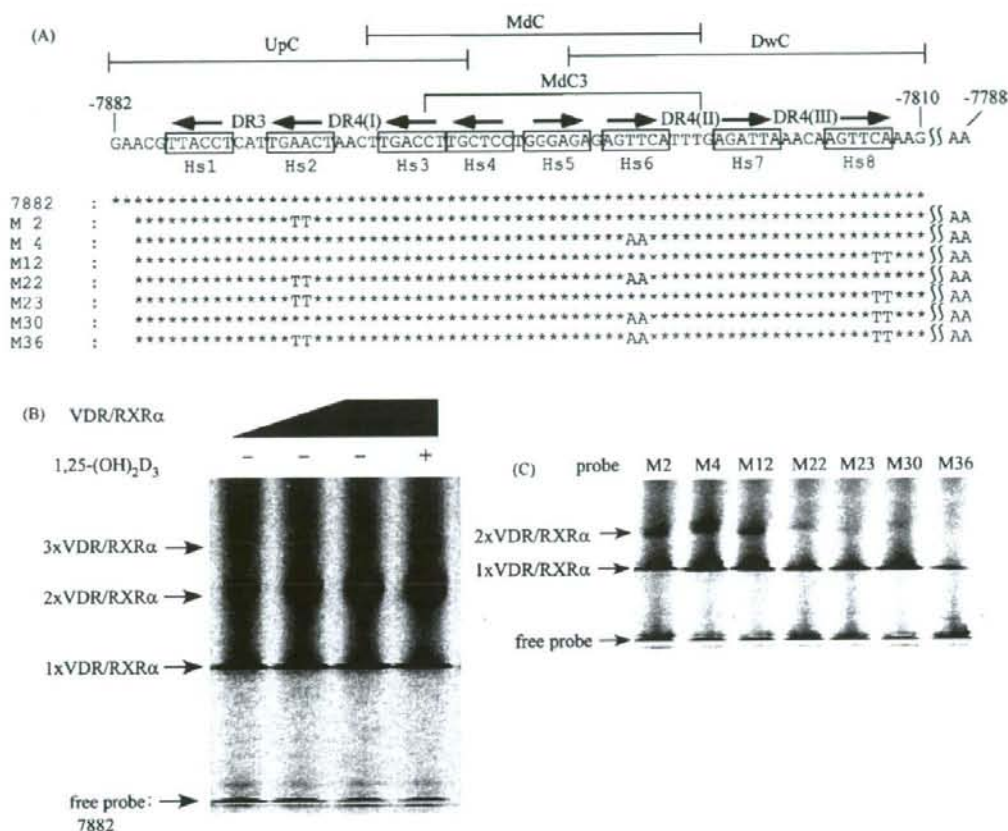 (A)
MdC
UpC
DwC
MdC3
-7882
-7810
-7788
DR3
DR4(I)
DR4(II)
DR4(III)
GAACGTTACCTCATTGAACTAACTTGACCTTGCTCCTGGGAGAGAGTTCATTTGAGATTAAACAAGTTCAAAG AA
Hs1 Hs2 Hs3 Hs4 Hs5 Hs6 Hs7 Hs8
7882 : *************************************************************************
M 2 : TT AA
M 4 : AA
M12 : TT AA
M22 : TT AA AA
M23 : TT TT AA
M30 : AA TT AA
M36 : TT AA TT AA
(B)
VDR/RXRα
1,25-(OH)₂D₃
- - - +
3xVDR/RXRα
2xVDR/RXRα
1xVDR/RXRα
free probe:
7882
(C)
probe M2 M4 M12 M22 M23 M30 M36
2xVDR/RXRα
1xVDR/RXRα
free probe